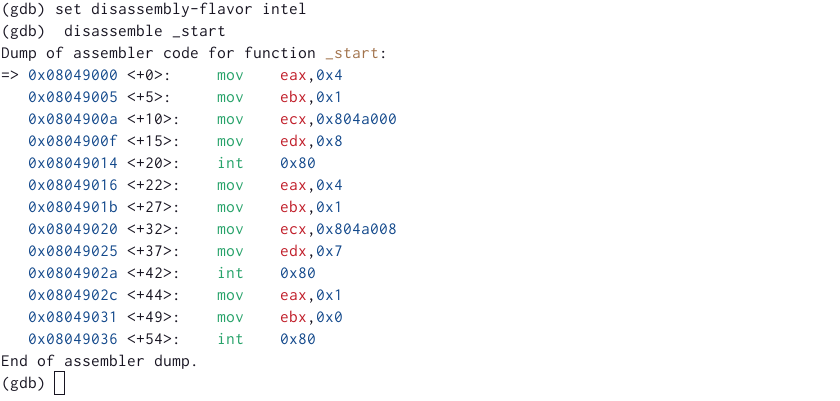 (gdb) set disassembly-flavor intel
(gdb)  disassemble _start
Dump of assembler code for function _start:
=> 0x08049000 <+0>:     mov    eax,0x4
   0x08049005 <+5>:     mov    ebx,0x1
   0x0804900a <+10>:    mov    ecx,0x804a000
   0x0804900f <+15>:    mov    edx,0x8
   0x08049014 <+20>:    int    0x80
   0x08049016 <+22>:    mov    eax,0x4
   0x0804901b <+27>:    mov    ebx,0x1
   0x08049020 <+32>:    mov    ecx,0x804a008
   0x08049025 <+37>:    mov    edx,0x7
   0x0804902a <+42>:    int    0x80
   0x0804902c <+44>:    mov    eax,0x1
   0x08049031 <+49>:    mov    ebx,0x0
   0x08049036 <+54>:    int    0x80
End of assembler dump.
(gdb)